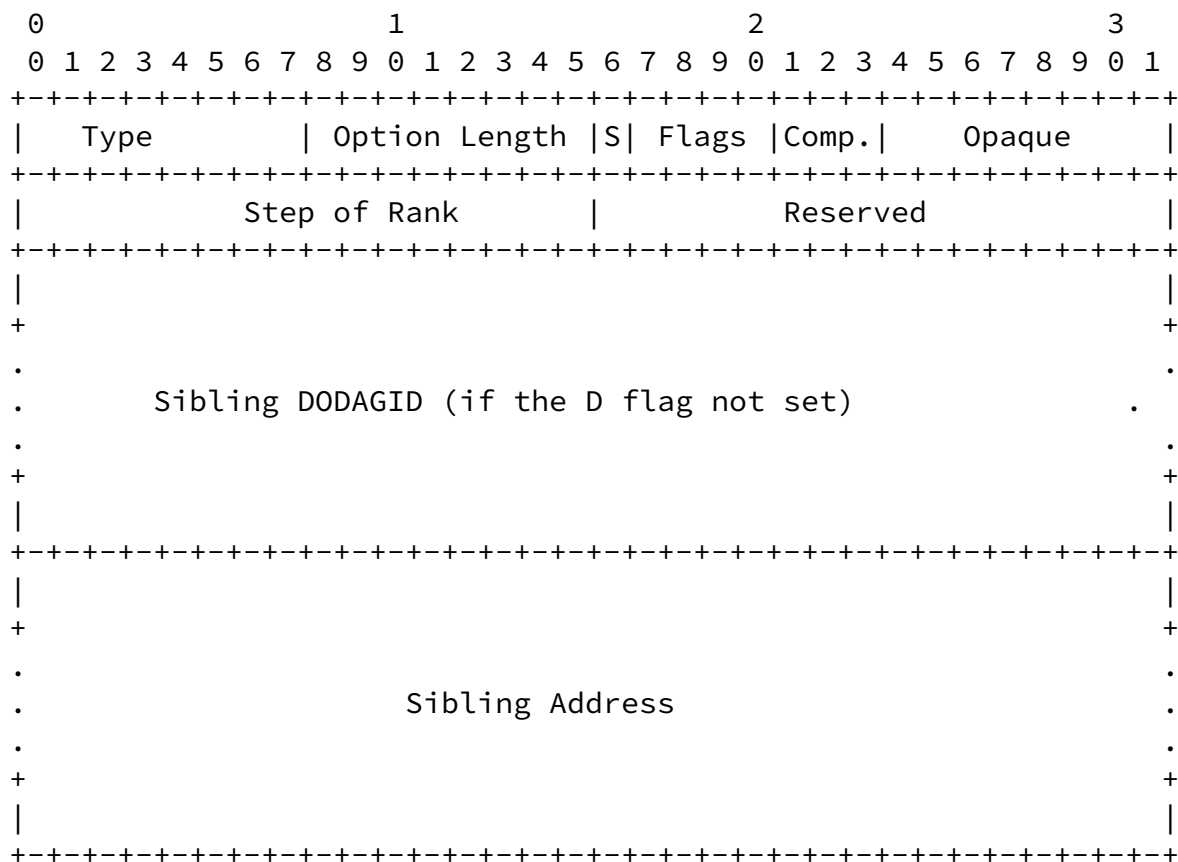 0                   1                   2                   3
 0 1 2 3 4 5 6 7 8 9 0 1 2 3 4 5 6 7 8 9 0 1 2 3 4 5 6 7 8 9 0 1
+-+-+-+-+-+-+-+-+-+-+-+-+-+-+-+-+-+-+-+-+-+-+-+-+-+-+-+-+-+-+-+-+
|   Type        | Option Length |S| Flags |Comp.|    Opaque     |
+-+-+-+-+-+-+-+-+-+-+-+-+-+-+-+-+-+-+-+-+-+-+-+-+-+-+-+-+-+-+-+-+
|            Step of Rank       |          Reserved             |
+-+-+-+-+-+-+-+-+-+-+-+-+-+-+-+-+-+-+-+-+-+-+-+-+-+-+-+-+-+-+-+-+
|                                                               |
+                                                               +
.                                                               .
.       Sibling DODAGID (if the D flag not set)               .
.                                                               .
+                                                               +
|                                                               |
+-+-+-+-+-+-+-+-+-+-+-+-+-+-+-+-+-+-+-+-+-+-+-+-+-+-+-+-+-+-+-+-+
|                                                               |
+                                                               +
.                                                               .
.                     Sibling Address                           .
.                                                               .
+                                                               +
|                                                               |
+-+-+-+-+-+-+-+-+-+-+-+-+-+-+-+-+-+-+-+-+-+-+-+-+-+-+-+-+-+-+-+-+